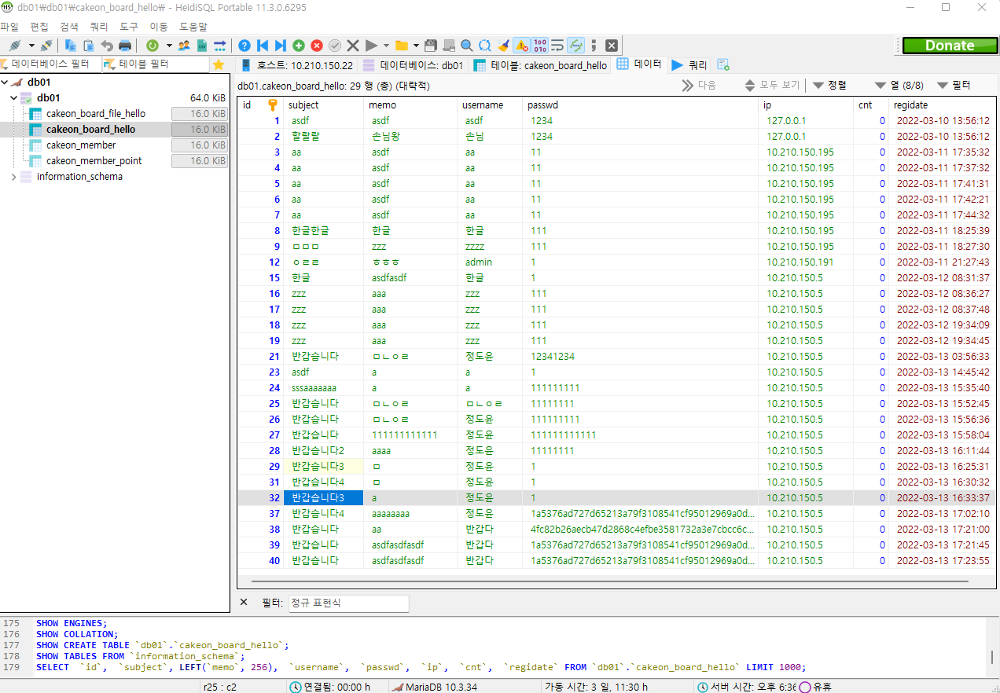 db01₩db01₩cakeon_board_hello₩ - HeidiSQL Portable 11.3.0.6295
파일 편집 검색 쿼리 도구 이동 도움말
Donate
데이터베이스 필터 테이블 필터 호스트: 10.210.150.22 데이터베이스: db01 테이블: cakeon_board_hello 데이터 쿼리
db01
db01 64.0 KiB
cakeon_board_file_hello 16.0 KiB
cakeon_board_hello 16.0 KiB
cakeon_member 16.0 KiB
cakeon_member_point 16.0 KiB
information_schema
db01.cakeon_board_hello: 29 행 (총) (대략적) 다음 모두 보기 정렬 열 (8/8) 필터
id subject memo username passwd ip cnt regidate
1 asdf asdf asdf 1234 127.0.0.1 0 2022-03-10 13:56:12
2 할랄랄 손님왕 손님 1234 127.0.0.1 0 2022-03-10 13:56:12
3 aa asdf aa 11 10.210.150.195 0 2022-03-11 17:35:32
4 aa asdf aa 11 10.210.150.195 0 2022-03-11 17:37:32
5 aa asdf aa 11 10.210.150.195 0 2022-03-11 17:41:31
6 aa asdf aa 11 10.210.150.195 0 2022-03-11 17:42:21
7 aa asdf aa 11 10.210.150.195 0 2022-03-11 17:44:32
8 한글한글 한글 한글 111 10.210.150.195 0 2022-03-11 18:25:39
9 ㅁㅁㅁ zzz zzzz 111 10.210.150.195 0 2022-03-11 18:27:30
12 ㅇㄹㄹ ㅎㅎㅎ admin 1 10.210.150.191 0 2022-03-11 21:27:43
15 한글 asdfasdf 한글 1 10.210.150.5 0 2022-03-12 08:31:37
16 zzz aaa zzz 111 10.210.150.5 0 2022-03-12 08:36:27
17 zzz aaa zzz 111 10.210.150.5 0 2022-03-12 08:37:48
18 zzz aaa zzz 111 10.210.150.5 0 2022-03-12 19:34:09
19 zzz aaa zzz 111 10.210.150.5 0 2022-03-12 19:34:45
21 반갑습니다 ㅁㄴㅇㄹ 정도윤 12341234 10.210.150.5 0 2022-03-13 03:56:33
23 asdf a a 1 10.210.150.5 0 2022-03-13 14:45:42
24 sssaaaaaaa a a 111111111 10.210.150.5 0 2022-03-13 15:35:40
25 반갑습니다 ㅁㄴㅇㄹ ㅁㄴㅇㄹ 11111111 10.210.150.5 0 2022-03-13 15:52:45
26 반갑습니다 ㅁㄴㅇㄹ 정도윤 111111111 10.210.150.5 0 2022-03-13 15:56:36
27 반갑습니다 111111111111 정도윤 111111111111 10.210.150.5 0 2022-03-13 15:58:04
28 반갑습니다2 aaaa 정도윤 11111111 10.210.150.5 0 2022-03-13 16:11:44
29 반갑습니다3 ㅁ 정도윤 1 10.210.150.5 0 2022-03-13 16:25:31
31 반갑습니다4 ㅁ 정도윤 1 10.210.150.5 0 2022-03-13 16:30:32
32 반갑습니다3 a 정도윤 1 10.210.150.5 0 2022-03-13 16:33:37
37 반갑습니다4 aaaaaaaa 정도윤 1a5376ad727d65213a79f3108541cf95012969a0d... 10.210.150.5 0 2022-03-13 17:02:10
38 반갑습니다 aa 반갑다 4fc82b26aecb47d2868c4efbe3581732a3e7cbcc6c... 10.210.150.5 0 2022-03-13 17:21:00
39 반갑습니다 asdfasdfasdf 반갑다 1a5376ad727d65213a79f3108541cf95012969a0d... 10.210.150.5 0 2022-03-13 17:21:45
40 반갑습니다 asdfasdfasdf 반갑다 1a5376ad727d65213a79f3108541cf95012969a0d... 10.210.150.5 0 2022-03-13 17:23:55
필터: 정규 표현식
175 SHOW ENGINES;
176 SHOW COLLATION;
177 SHOW CREATE TABLE `db01`.`cakeon_board_hello`;
178 SHOW TABLES FROM `information_schema`;
179 SELECT `id`, `subject`, LEFT(`memo`, 256), `username`, `passwd`, `ip`, `cnt`, `regidate` FROM `db01`.`cakeon_board_hello` LIMIT 1000;
r25 : c2 연결됨: 00:00 h MariaDB 10.3.34 가동 시간: 3 일, 11:30 h 서버 시간: 오후 6:36 유휴